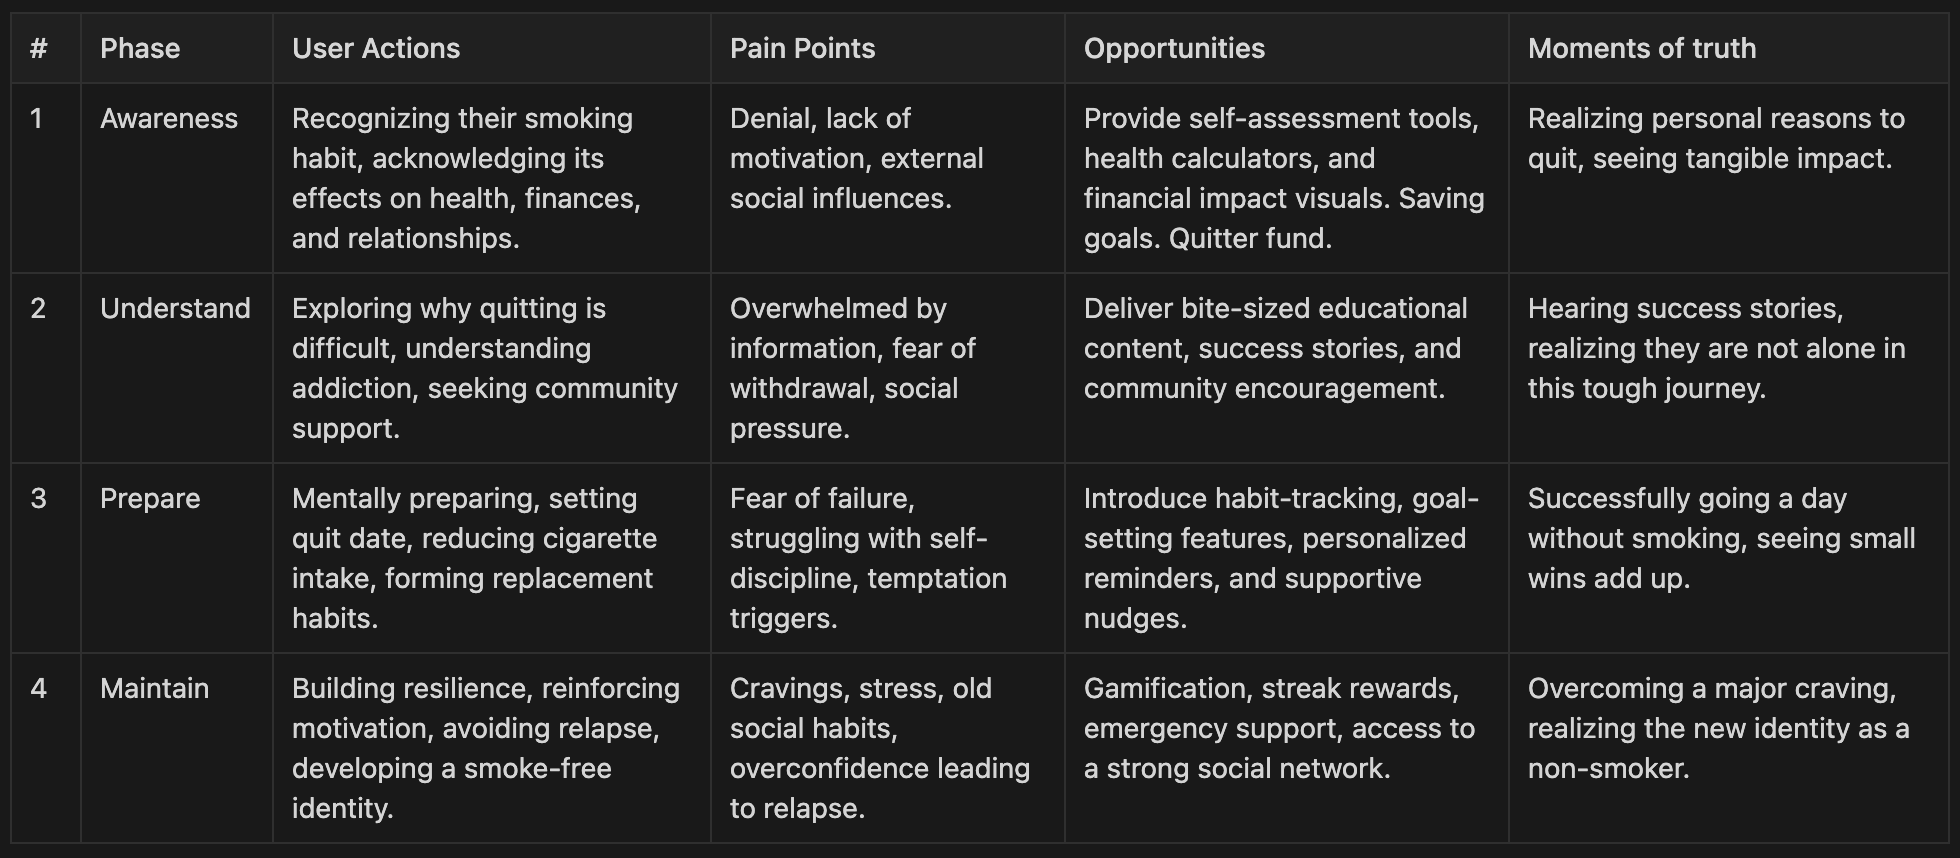 # Phase User Actions Pain Points Opportunities Moments of truth
1 Awareness Recognizing their smoking habit, acknowledging its effects on health, finances, and relationships. Denial, lack of motivation, external social influences. Provide self-assessment tools, health calculators, and financial impact visuals. Saving goals. Quitter fund. Realizing personal reasons to quit, seeing tangible impact.
2 Understand Exploring why quitting is difficult, understanding addiction, seeking community support. Overwhelmed by information, fear of withdrawal, social pressure. Deliver bite-sized educational content, success stories, and community encouragement. Hearing success stories, realizing they are not alone in this tough journey.
3 Prepare Mentally preparing, setting quit date, reducing cigarette intake, forming replacement habits. Fear of failure, struggling with self-discipline, temptation triggers. Introduce habit-tracking, goal-setting features, personalized reminders, and supportive nudges. Successfully going a day without smoking, seeing small wins add up.
4 Maintain Building resilience, reinforcing motivation, avoiding relapse, developing a smoke-free identity. Cravings, stress, old social habits, overconfidence leading to relapse. Gamification, streak rewards, emergency support, access to a strong social network. Overcoming a major craving, realizing the new identity as a non-smoker.